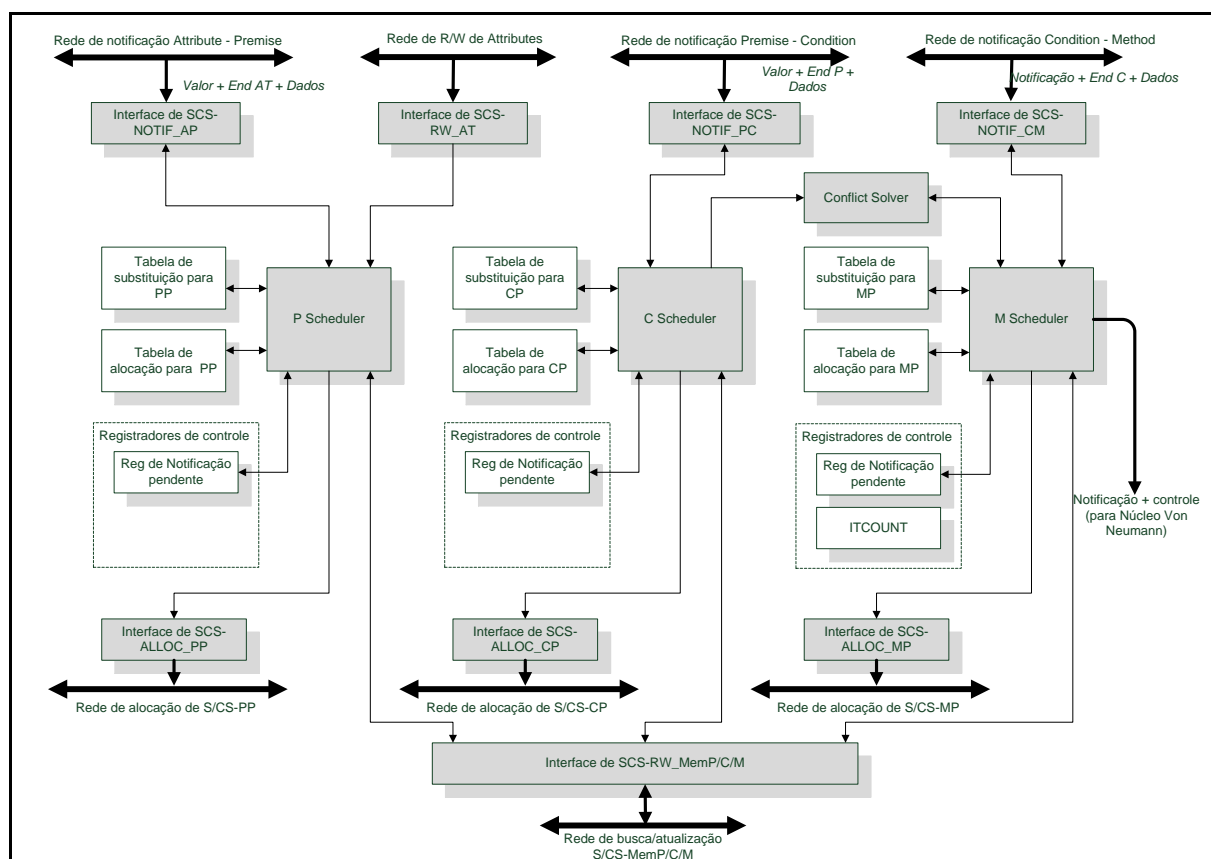 Rede de notificação Attribute - Premise
Rede de R/W de Attributes
Rede de notificação Premise - Condition
Rede de notificação Condition - Method
Valor + End AT + Dados
Valor + End P +
Dados
Notificação + End C + Dados
Interface de SCS-
NOTIF_AP
Interface de SCS-
RW_AT
Interface de SCS-
NOTIF_PC
Interface de SCS-
NOTIF_CM
Conflict Solver
Tabela de
substituição para
PP
P Scheduler
Tabela de
alocação para PP
Tabela de
substituição para
CP
C Scheduler
Tabela de
alocação para CP
Tabela de
substituição para
MP
M Scheduler
Tabela de
alocação para MP
Registradores de controle
Reg de Notificação
pendente
Registradores de controle
Reg de Notificação
pendente
Registradores de controle
Reg de Notificação
pendente
ITCOUNT
Notificação + controle
(para Núcleo Von
Neumann)
Interface de SCS-
ALLOC_PP
Interface de SCS-
ALLOC_CP
Interface de SCS-
ALLOC_MP
Rede de alocação de S/CS-PP
Rede de alocação de S/CS-CP
Rede de alocação de S/CS-MP
Interface de SCS-RW_MemP/C/M
Rede de busca/atualização
S/CS-MemP/C/M